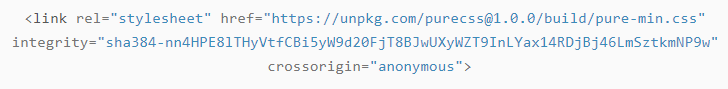 <link rel="stylesheet" href="https://unpkg.com/purecss@1.0.0/build/pure-min.css"
integrity="sha384-nn4HPE8lTHyVtfCBi5yW9d20FjT8BJwUXyWZT9InLYax14RDjBj46LmSztkmNP9w"
crossorigin="anonymous">